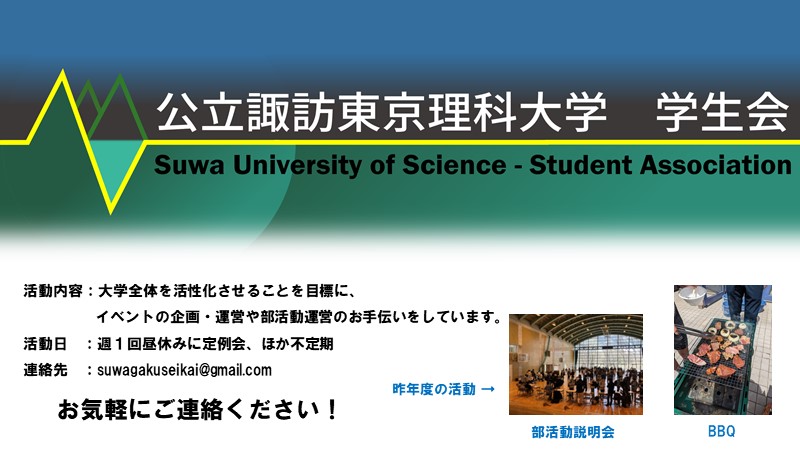 公立諏訪東京理科大学　学生会
Suwa University of Science - Student Association
活動内容：大学全体を活性化させることを目標に、
イベントの企画・運営や部活動運営のお手伝いをしています。
活動日　：週１回昼休みに定例会、ほか不定期
連絡先　：suwagakuseikai@gmail.com
お気軽にご連絡ください！
昨年度の活動 →
部活動説明会
BBQ